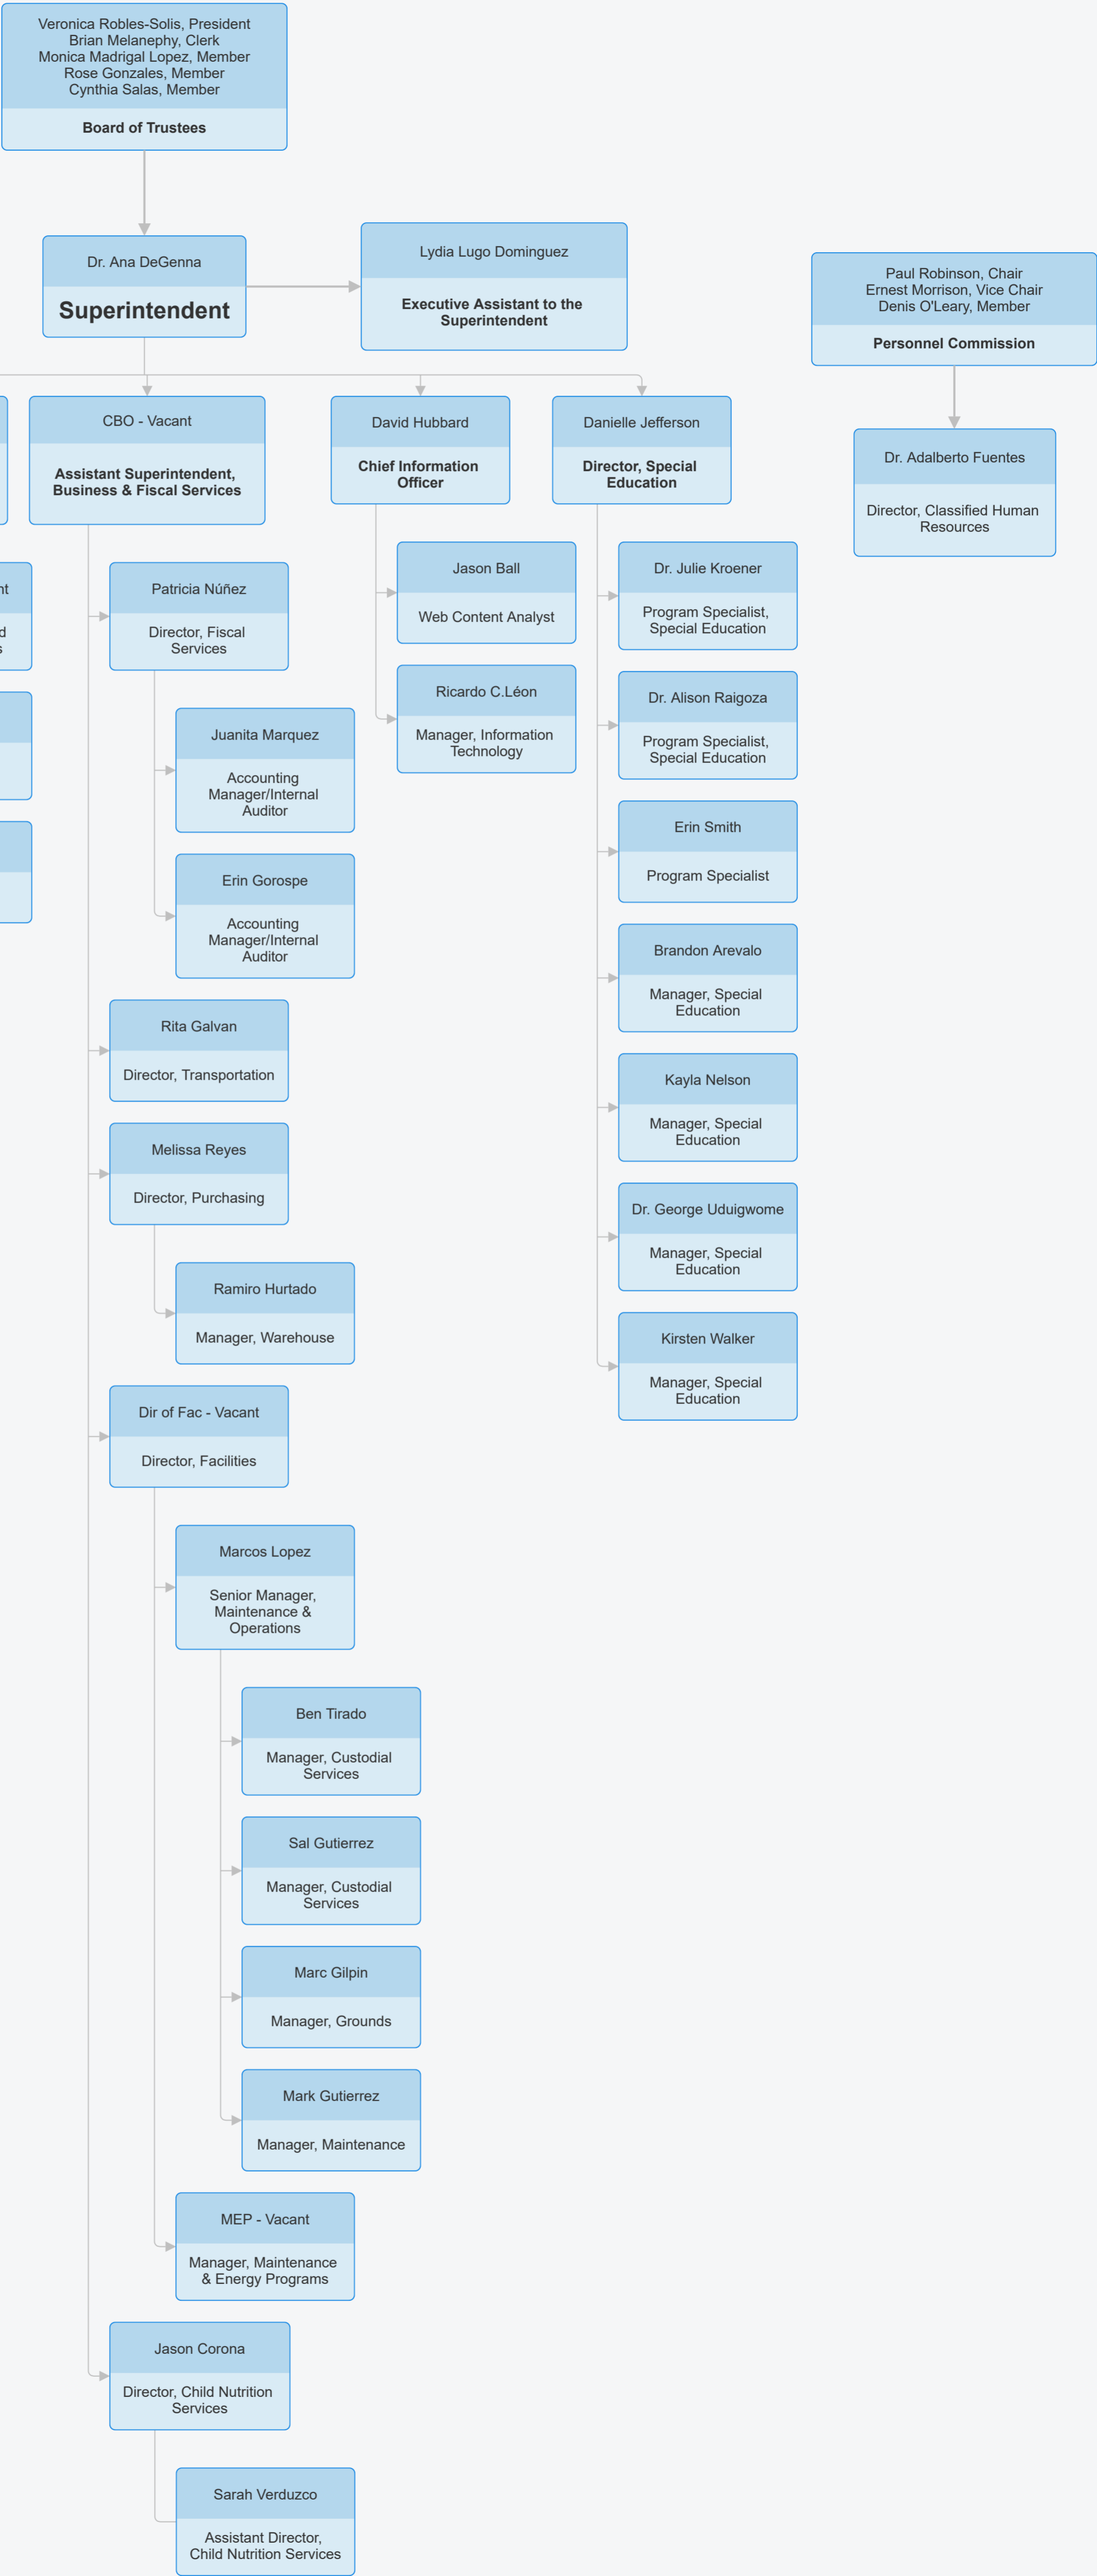 Veronica Robles-Solis, President
Brian Melanephy, Clerk
Monica Madrigal Lopez, Member
Rose Gonzales, Member
Cynthia Salas, Member
Board of Trustees
Dr. Ana DeGenna
Superintendent
Lydia Lugo Dominguez
Executive Assistant to the
Superintendent
Paul Robinson, Chair
Ernest Morrison, Vice Chair
Denis O'Leary, Member
Personnel Commission
Dr. Adalberto Fuentes
Director, Classified Human
Resources
CBO - Vacant
Assistant Superintendent,
Business & Fiscal Services
David Hubbard
Chief Information
Officer
Danielle Jefferson
Director, Special
Education
nt
d
s
Patricia Núñez
Director, Fiscal
Services
Juanita Marquez
Accounting
Manager/Internal
Auditor
Erin Gorospe
Accounting
Manager/Internal
Auditor
Rita Galvan
Director, Transportation
Melissa Reyes
Director, Purchasing
Ramiro Hurtado
Manager, Warehouse
Dir of Fac - Vacant
Director, Facilities
Marcos Lopez
Senior Manager,
Maintenance &
Operations
Ben Tirado
Manager, Custodial
Services
Sal Gutierrez
Manager, Custodial
Services
Marc Gilpin
Manager, Grounds
Mark Gutierrez
Manager, Maintenance
MEP - Vacant
Manager, Maintenance
& Energy Programs
Jason Corona
Director, Child Nutrition
Services
Sarah Verduzco
Assistant Director,
Child Nutrition Services
Jason Ball
Web Content Analyst
Ricardo C.Léon
Manager, Information
Technology
Dr. Julie Kroener
Program Specialist,
Special Education
Dr. Alison Raigoza
Program Specialist,
Special Education
Erin Smith
Program Specialist
Brandon Arevalo
Manager, Special
Education
Kayla Nelson
Manager, Special
Education
Dr. George Uduigwome
Manager, Special
Education
Kirsten Walker
Manager, Special
Education